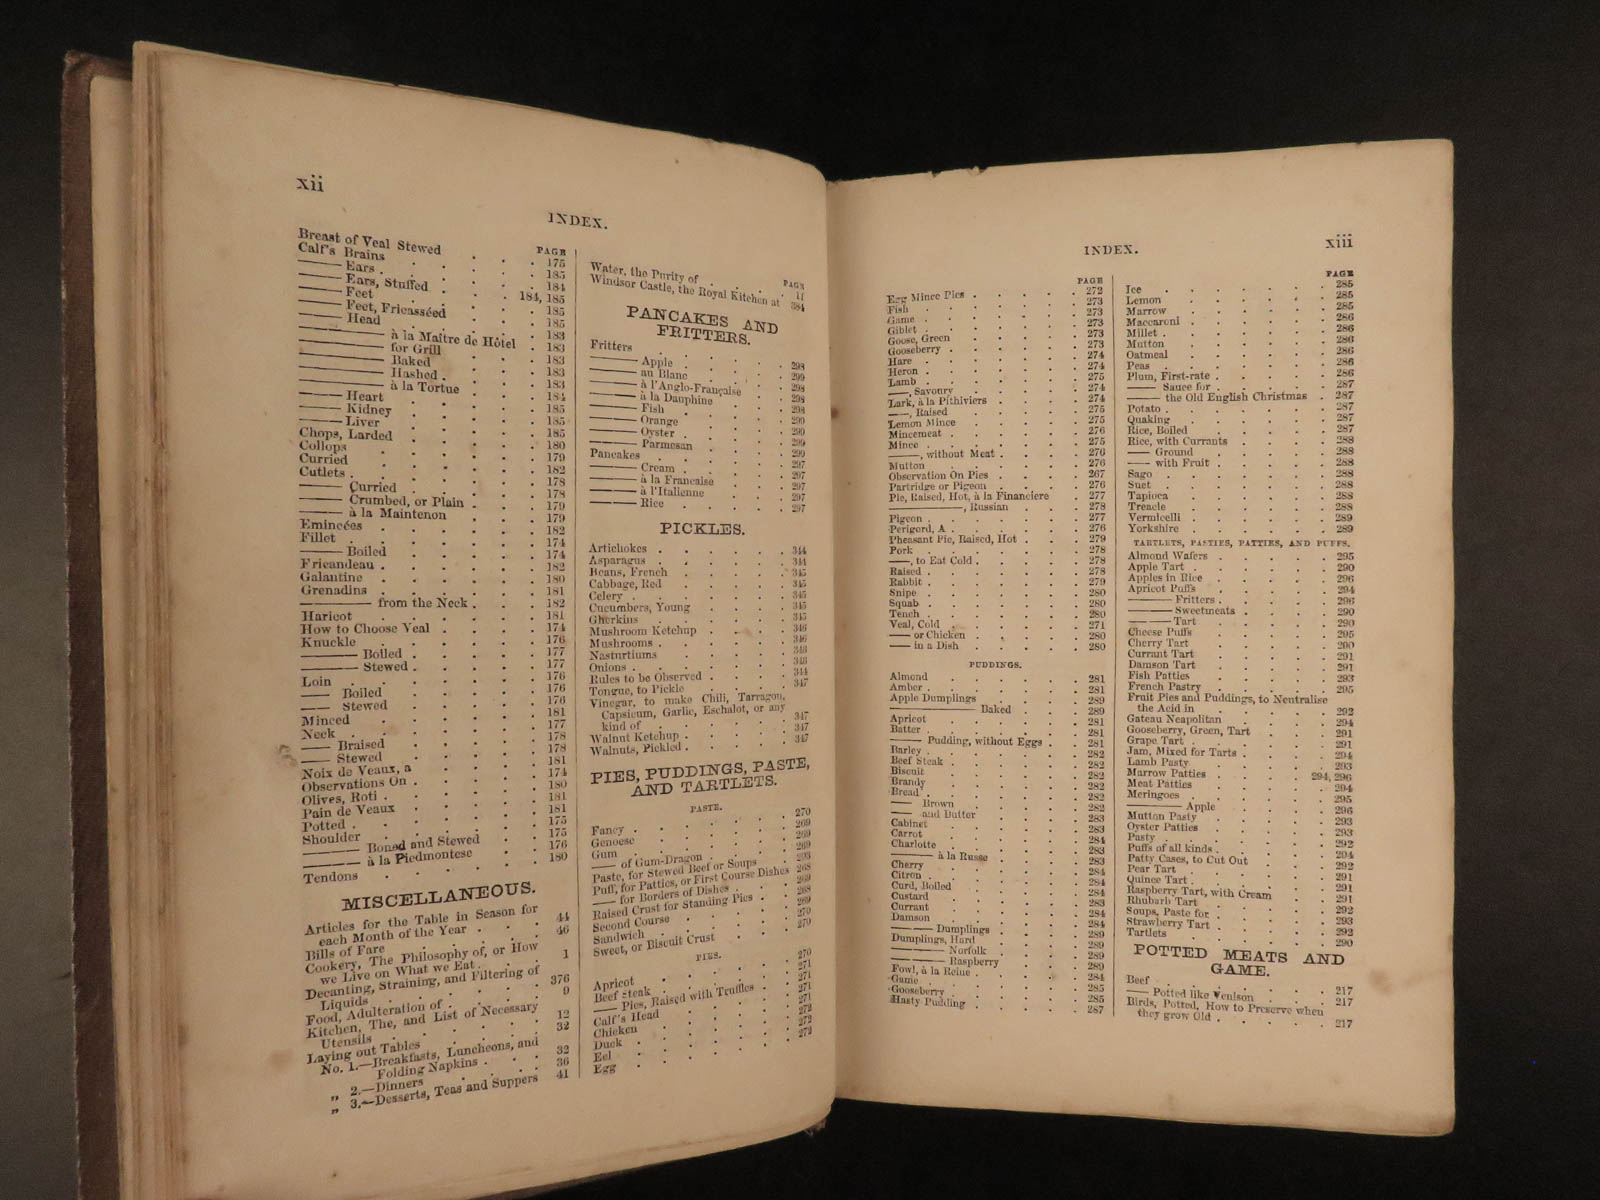 xii
INDEX.
PAGE
Breast of Veal Stewed . . . 175
Calf's Brains . . . . . 185
——— Ears . . . . . 184
——— Ears, Stuffed . . . . 184, 185
——— Feet . . . . . 185
——— Feet, Fricasséed . . . 185
——— Head . . . . . 183
——— à la Maître de Hôtel . 183
——— for Grill . . . . 183
——— Baked . . . . 183
——— Hashed . . . . 183
——— à la Tortue . . . 184
——— Heart . . . . . 185
——— Kidney . . . . . 185
——— Liver . . . . . 185
Chops, Larded . . . . . 180
Collops . . . . . . 179
Curried . . . . . . 182
Cutlets . . . . . . 178
——— Curried . . . . . 178
——— Crumbed, or Plain . . . 179
——— à la Maintenon . . . 179
Emincées . . . . . . 182
Fillet . . . . . . 174
——— Boiled . . . . . 174
Fricandeau . . . . . . 182
Galantine . . . . . . 180
Grenadins . . . . . . 181
——— from the Neck . . . 182
Haricot . . . . . . 181
How to Choose Veal . . . . 174
Knuckle . . . . . . 176
——— Boiled . . . . . 177
——— Stewed . . . . . 177
Loin . . . . . . 176
—— Boiled . . . . . 176
—— Stewed . . . . . 176
Minced . . . . . . 181
Neck . . . . . . 177
—— Braised . . . . . 178
—— Stewed . . . . . 178
Noix de Veaux, a . . . . 181
Observations On . . . . 174
Olives, Roti . . . . . 180
Pain de Veaux . . . . . 181
Potted . . . . . . 181
Shoulder . . . . . . 175
——— Boned and Stewed . . 175
——— à la Piedmontese . . 176
Tendons . . . . . . 180
MISCELLANEOUS.
Articles for the Table in Season for
each Month of the Year . . . 44
Bills of Fare . . . . . 46
Cookery, The Philosophy of, or How
we Live on What we Eat . . . 1
Decanting, Straining, and Filtering of
Liquids . . . . . 376
Food, Adulteration of . . . . 9
Kitchen, The, and List of Necessary
Utensils . . . . . 12
Laying out Tables . . . . 32
No. 1.—Breakfasts, Luncheons, and
Folding Napkins . . . 32
„ 2.—Dinners . . . . 36
„ 3.—Desserts, Teas and Suppers 41
PAGE
Water, the Purity of . . . . 11
Windsor Castle, the Royal Kitchen at 384
PANCAKES AND
FRITTERS.
Fritters . . . . . 298
——— Apple . . . . . 299
——— au Blanc . . . . 298
——— à l'Anglo-Française . . 298
——— à la Dauphine . . . 298
——— Fish . . . . . 299
——— Orange . . . . 299
——— Oyster . . . . 299
——— Parmesan . . . . 299
Pancakes . . . . . 297
——— Cream . . . . . 297
——— à la Francaise . . . 297
——— à l'Italienne . . . 297
——— Rice . . . . . 297
PICKLES.
Artichokes . . . . . . 344
Asparagus . . . . . . 344
Beans, French . . . . . 345
Cabbage, Red . . . . . 345
Celery . . . . . . 345
Cucumbers, Young . . . . 345
Gherkins . . . . . . 345
Mushroom Ketchup . . . . 346
Mushrooms . . . . . . 346
Nasturtiums . . . . . 346
Onions . . . . . . 346
Rules to be Observed . . . . 344
Tongue, to Pickle . . . . 347
Vinegar, to make Chili, Tarragon,
Capsicum, Garlic, Eschalot, or any
kind of . . . . . 347
Walnut Ketchup . . . . . 347
Walnuts, Pickled . . . . . 347
PIES, PUDDINGS, PASTE,
AND TARTLETS.
PASTE.
Fancy . . . . . . 270
Genoese . . . . . . 269
Gum . . . . . . 269
—— of Gum-Dragon . . . . 269
Paste, for Stewed Beef or Soups 293
Puff, for Patties, or First Course Dishes 268
—— for Borders of Dishes . . 269
Raised Crust for Standing Pies . . 268
Second Course . . . . . 269
Sandwich . . . . . . 270
Sweet, or Biscuit Crust . . . 270
PIES.
Apricot . . . . . . 270
Beef Steak . . . . . . 271
—— Pies, Raised with Truffles . . 271
Calf's Head . . . . . 271
Chicken . . . . . . 271
Duck . . . . . . 272
Eel . . . . . . 272
Egg . . . . . . 272
INDEX.
xiii
PAGE
Egg Mince Pies . . . . . 272
Fish . . . . . . 273
Game . . . . . . 273
Giblet . . . . . . 273
Goose, Green . . . . . 273
Gooseberry . . . . . . 273
Hare . . . . . . 274
Heron . . . . . . 274
Lamb . . . . . . 275
——, Savoury . . . . . 274
Lark, à la Pithiviers . . . . 274
——, Raised . . . . . 275
Lemon Mince . . . . . 275
Mincemeat . . . . . . 276
Mince . . . . . . 275
———, without Meat . . . . 276
Mutton . . . . . . 276
Observation On Pies . . . . 267
Partridge or Pigeon . . . . 276
Pie, Raised, Hot, à la Financiere 277
————, Russian . . . 278
Pigeon . . . . . . 277
Perigord, A . . . . . 276
Pheasant Pie, Raised, Hot . . . 279
Pork . . . . . . 278
——, to Eat Cold . . . . . 278
Raised . . . . . . 278
Rabbit . . . . . . 279
Snipe . . . . . . 280
Squab . . . . . . 280
Tench . . . . . . 280
Veal, Cold . . . . . . 271
—— or Chicken . . . . . 280
—— in a Dish . . . . . 280
PUDDINGS.
Almond . . . . . . 281
Amber . . . . . . 281
Apple Dumplings . . . . 289
——— Baked . . . . 289
Apricot . . . . . . 281
Batter . . . . . . 281
—— Pudding, without Eggs . . 281
Barley . . . . . . 282
Beef Steak . . . . . . 282
Biscuit . . . . . . 282
Brandy . . . . . . 282
Bread . . . . . . 282
—— Brown . . . . . 282
—— and Butter . . . . 283
Cabinet . . . . . . 283
Carrot . . . . . . 284
Charlotte . . . . . . 283
——— à la Russe . . . . 283
Cherry . . . . . . 284
Citron . . . . . . 284
Curd, Boiled . . . . . 284
Custard . . . . . . 283
Currant . . . . . . 284
Damson . . . . . . 284
——— Dumplings . . . . 289
Dumplings, Hard . . . . 289
——— Norfolk . . . 289
——— Raspberry . . . 289
Fowl, à la Reine . . . . . 284
Game . . . . . . 285
Gooseberry . . . . . . 285
Hasty Pudding . . . . . 287
PAGE
Ice . . . . . . 285
Lemon . . . . . . 285
Marrow . . . . . . 285
Maccaroni . . . . . . 286
Millet . . . . . . 286
Mutton . . . . . . 286
Oatmeal . . . . . . 286
Peas . . . . . . 286
Plum, First-rate . . . . . 286
—— Sauce for . . . . . 287
—— the Old English Christmas . 287
Potato . . . . . . 287
Quaking . . . . . . 287
Rice, Boiled . . . . . 287
Rice, with Currants . . . . 288
—— Ground . . . . . 288
—— with Fruit . . . . . 288
Sago . . . . . . 288
Suet . . . . . . 288
Tapioca . . . . . . 288
Treacle . . . . . . 288
Vermicelli . . . . . . 289
Yorkshire . . . . . . 289
TARTLETS, PASTIES, PATTIES, AND PUFFS.
Almond Wafers . . . . . 295
Apple Tart . . . . . . 290
Apples in Rice . . . . . 296
Apricot Puffs . . . . . 294
——— Fritters . . . . . 296
——— Sweetmeats . . . . 290
——— Tart . . . . . 290
Cheese Puffs . . . . . 295
Cherry Tart . . . . . 290
Currant Tart . . . . . 291
Damson Tart . . . . . 291
Fish Patties . . . . . 293
French Pastry . . . . . 295
Fruit Pies and Puddings, to Neutralise
the Acid in . . . . . 292
Gateau Neapolitan . . . . 294
Gooseberry, Green, Tart . . . 291
Grape Tart . . . . . . 291
Jam, Mixed for Tarts . . . . 294
Lamb Pasty . . . . . . 293
Marrow Patties . . . . 294, 296
Meat Patties . . . . . 294
Meringoes . . . . . . 295
——— Apple . . . . . 296
Mutton Pasty . . . . . 293
Oyster Patties . . . . . 293
Pasty . . . . . . 292
Puffs of all kinds . . . . . 294
Patty Cases, to Cut Out . . . 292
Pear Tart . . . . . . 291
Quince Tart . . . . . . 291
Raspberry Tart, with Cream . . 291
Rhubarb Tart . . . . . 292
Soups, Paste for . . . . . 293
Strawberry Tart . . . . . 292
Tartlets . . . . . . 290
POTTED MEATS AND
GAME.
Beef . . . . . . 217
—— Potted like Venison . . . 217
Birds, Potted, How to Preserve when
they grow Old . . . . . 217